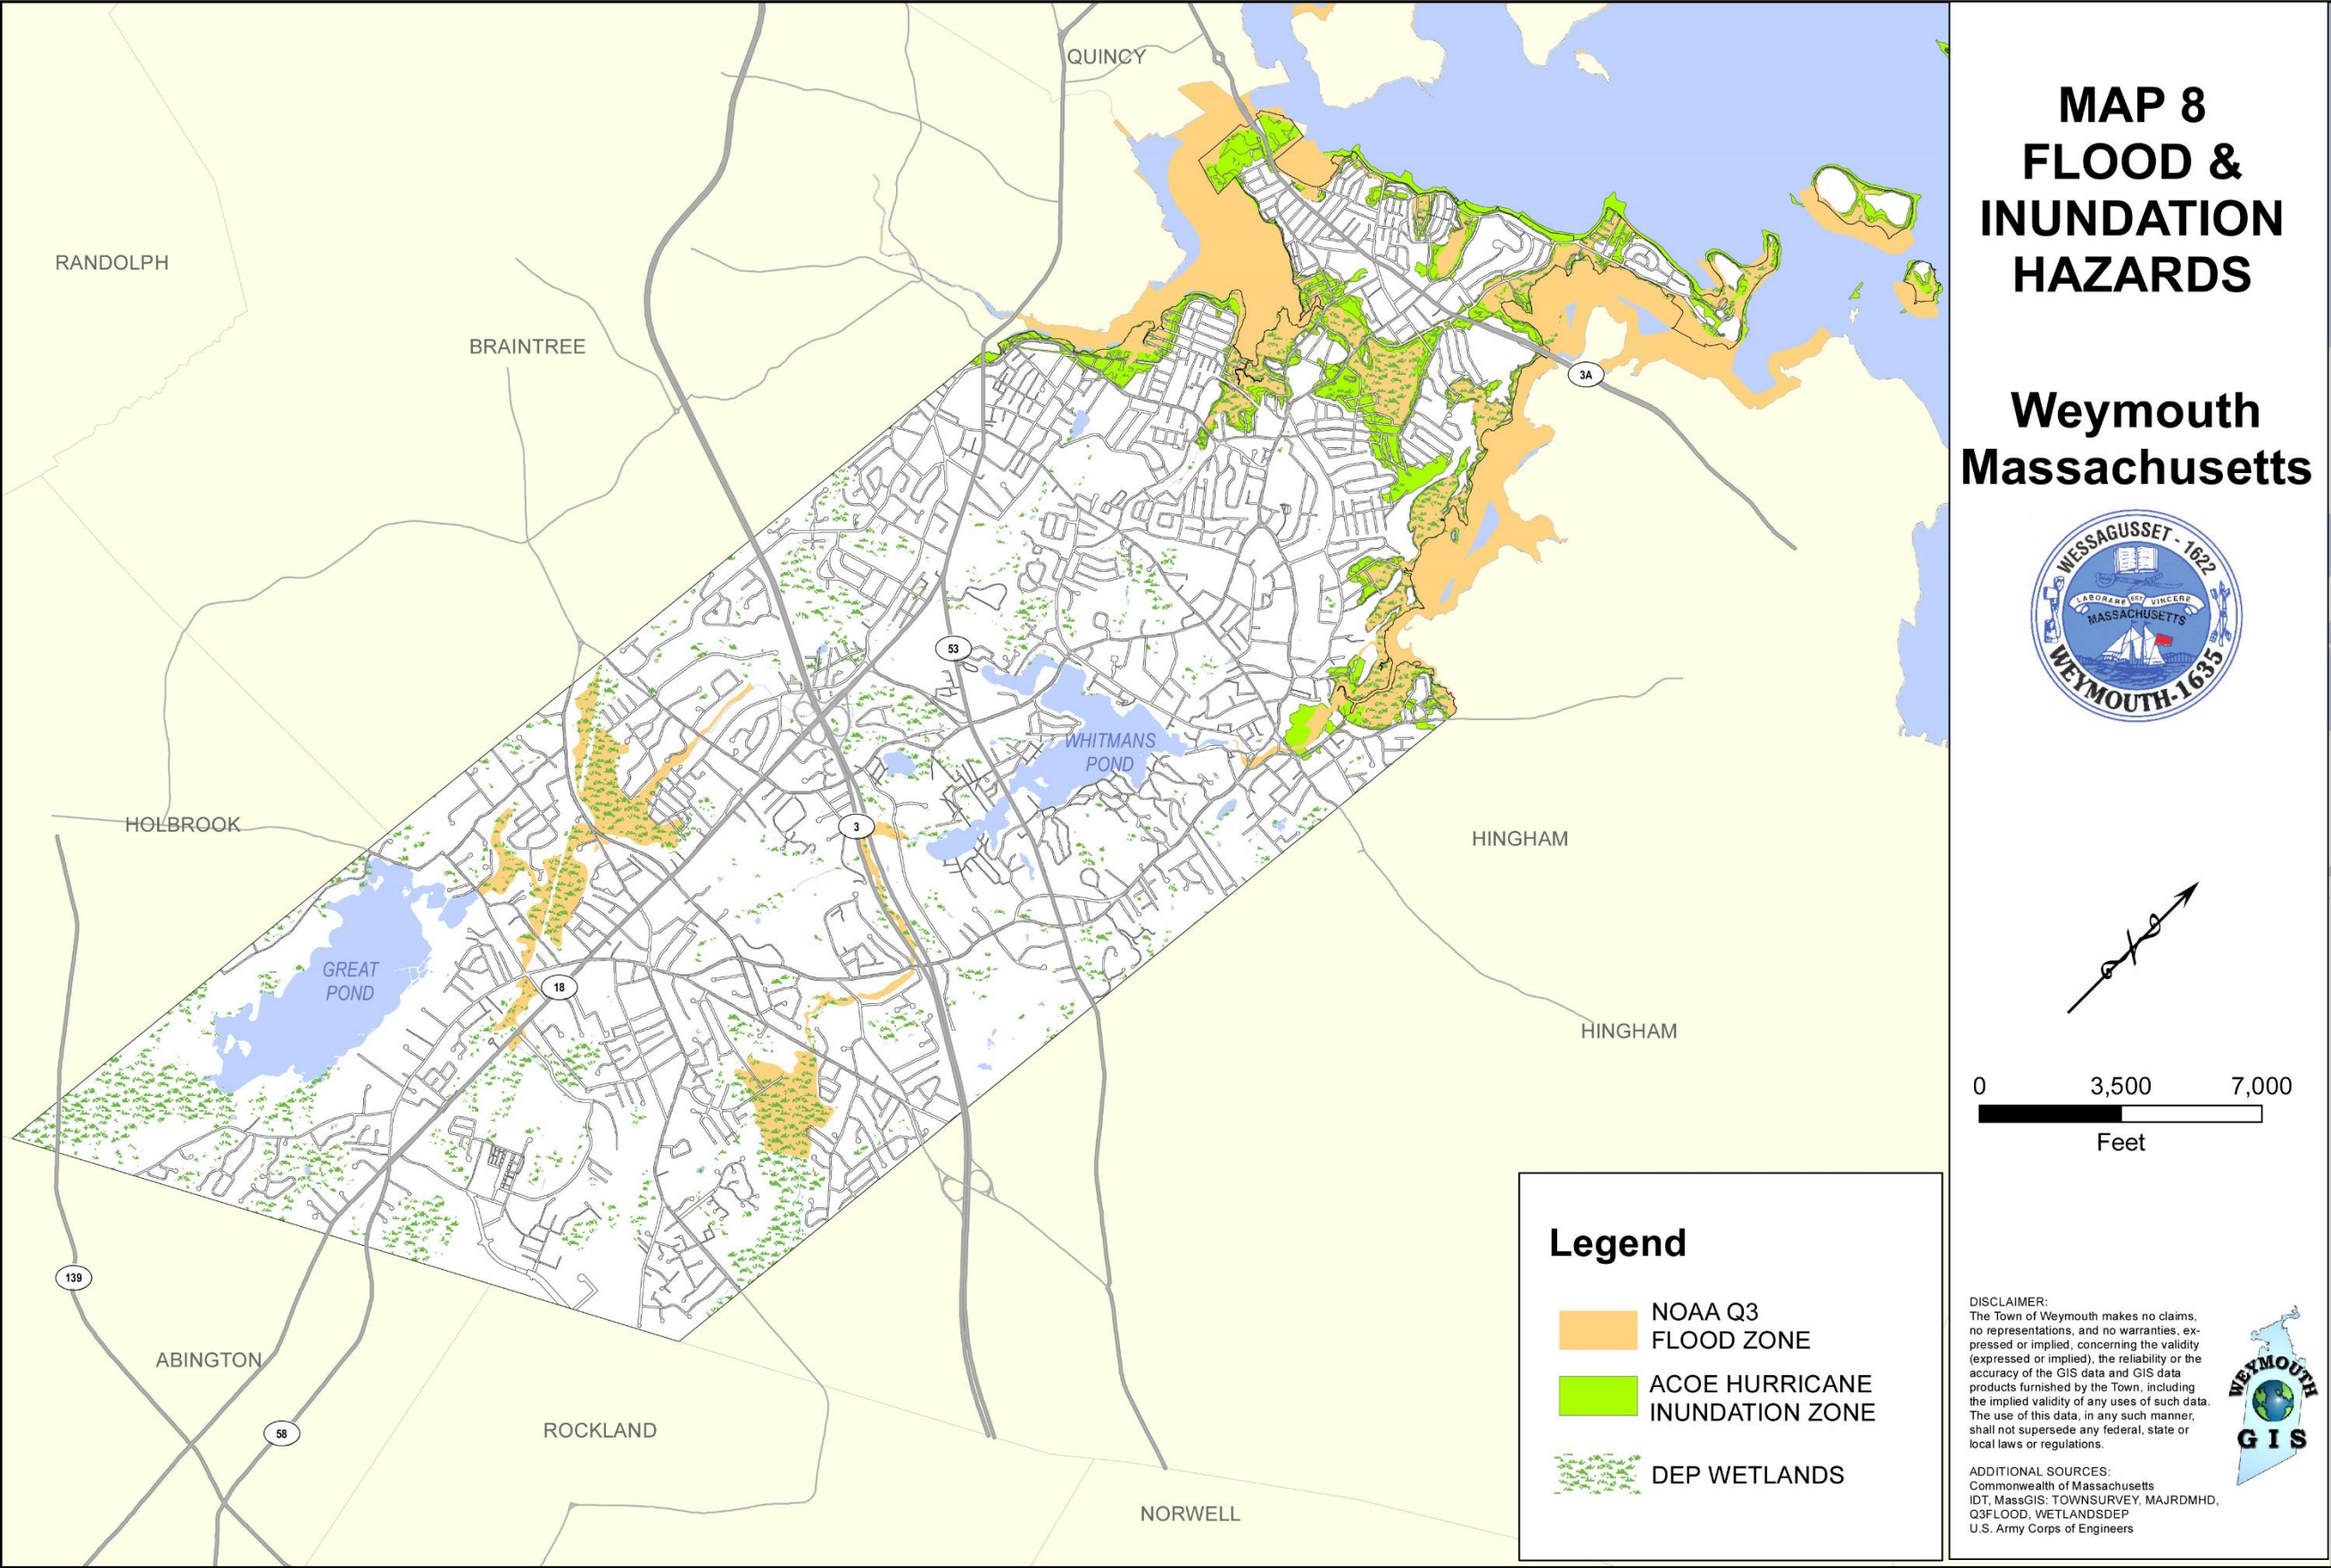 QUINCY
RANDOLPH
BRAINTREE
3A
53
WHITMANS
POND
HOLBROOK
3
HINGHAM
GREAT
POND
18
HINGHAM
139
ABINGTON
58
ROCKLAND
NORWELL
Legend
NOAA Q3
FLOOD ZONE
ACOE HURRICANE
INUNDATION ZONE
DEP WETLANDS
MAP 8
FLOOD &
INUNDATION
HAZARDS
Weymouth
Massachusetts
WESSAGUSSET - 1622
LABORARE EST VINCERE
MASSACHUSETTS
WEYMOUTH-1635
0 3,500 7,000
Feet
DISCLAIMER:
The Town of Weymouth makes no claims,
no representations, and no warranties, ex-
pressed or implied, concerning the validity
(expressed or implied), the reliability or the
accuracy of the GIS data and GIS data
products furnished by the Town, including
the implied validity of any uses of such data.
The use of this data, in any such manner,
shall not supersede any federal, state or
local laws or regulations.
WEYMOUTH
GIS
ADDITIONAL SOURCES:
Commonwealth of Massachusetts
IDT, MassGIS: TOWNSURVEY, MAJRDMHD,
Q3FLOOD, WETLANDSDEP
U.S. Army Corps of Engineers